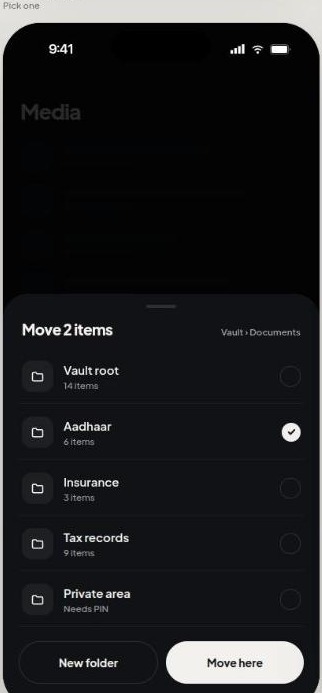 Pick one
9:41
Media
Move 2 items
Vault › Documents
Vault root
14 items
Aadhaar
6 items
Insurance
3 items
Tax records
9 items
Private area
Needs PIN
New folder
Move here